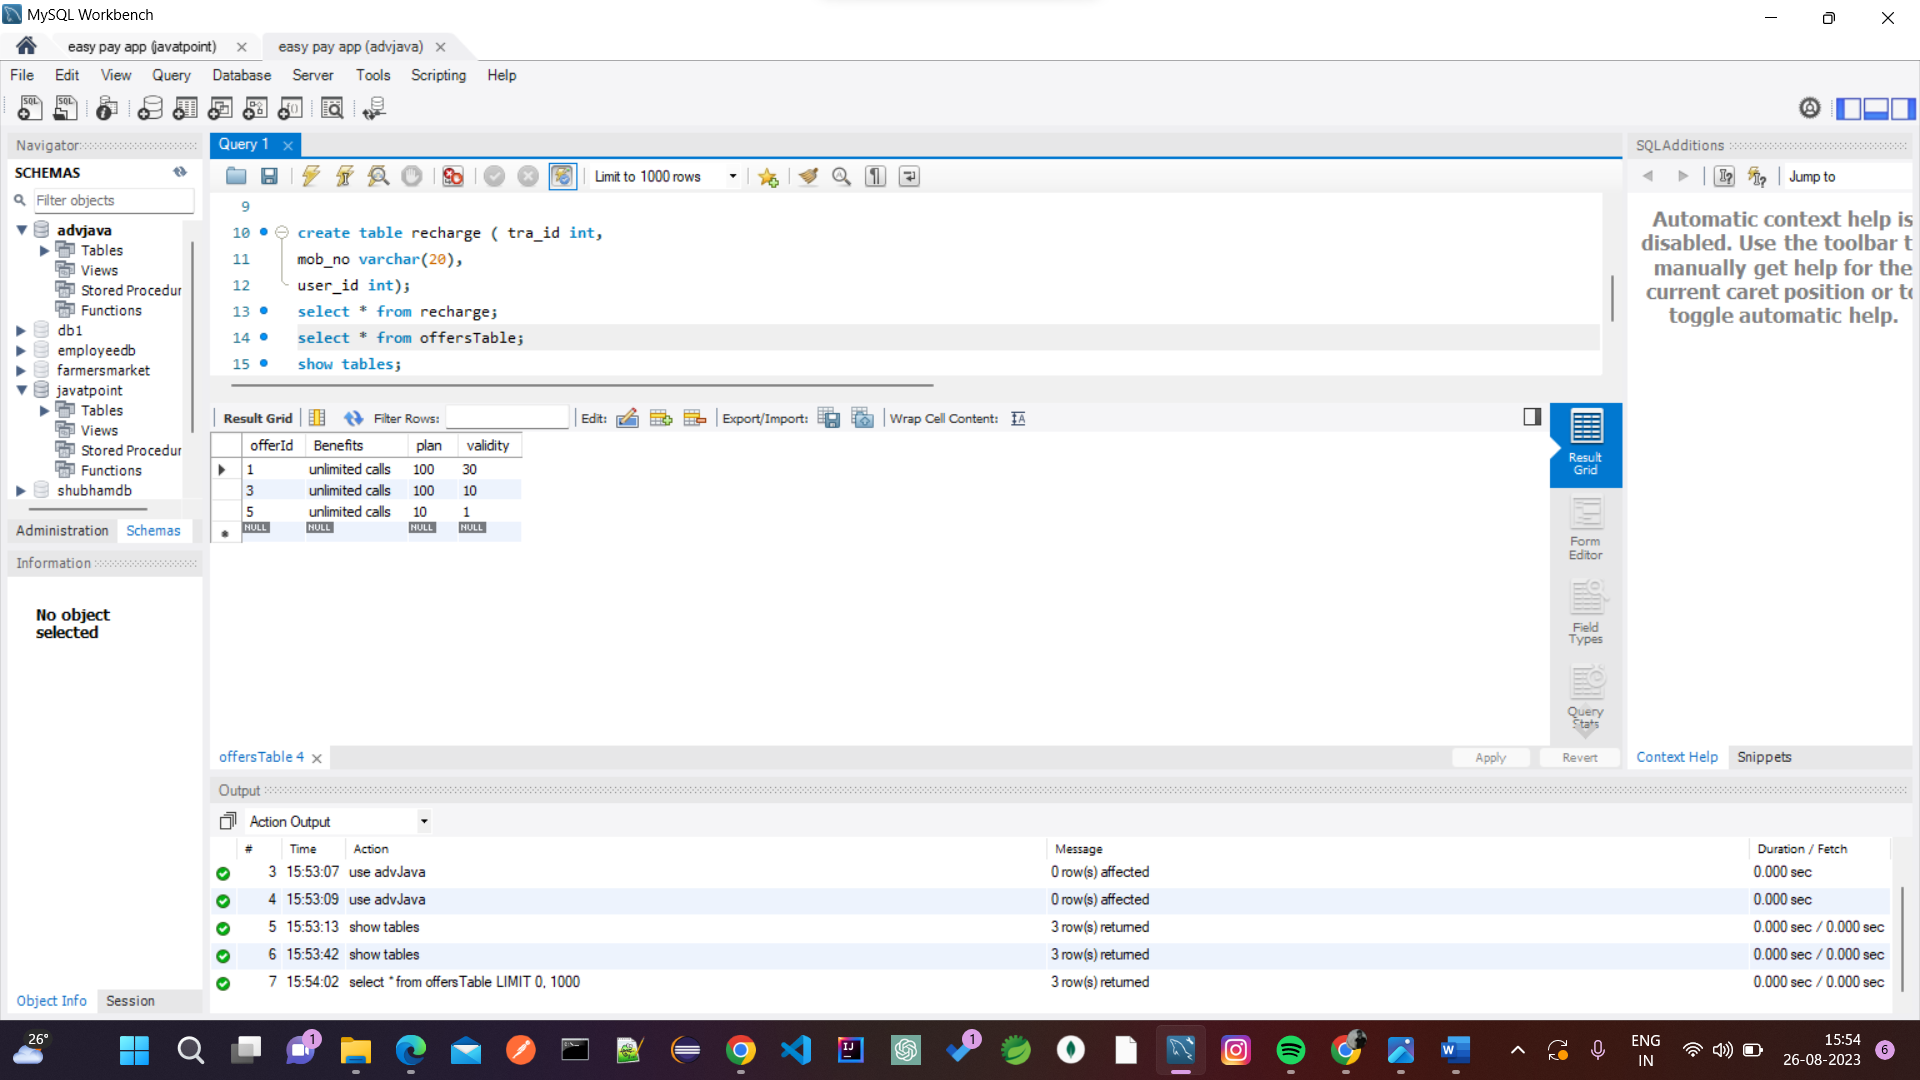 MySQL Workbench
easy pay app (javatpoint)
easy pay app (advjava)
File Edit View Query Database Server Tools Scripting Help
Navigator
SCHEMAS
Filter objects
advjava
Tables
Views
Stored Procedur
Functions
db1
employeedb
farmersmarket
javatpoint
Tables
Views
Stored Procedur
Functions
shubhamdb
Administration Schemas
Information
No object
selected
Object Info Session
Query 1
Limit to 1000 rows
9
10 create table recharge ( tra_id int,
11 mob_no varchar(20),
12 user_id int);
13 select * from recharge;
14 select * from offersTable;
15 show tables;
Result Grid Filter Rows: Edit: Export/Import: Wrap Cell Content:
offerId Benefits plan validity
1 unlimited calls 100 30
3 unlimited calls 100 10
5 unlimited calls 10 1
NULL NULL NULL NULL
Result
Grid
Form
Editor
Field
Types
Query
Stats
offersTable 4
Apply Revert
SQLAdditions
Jump to
Automatic context help is
disabled. Use the toolbar t
manually get help for the
current caret position or to
toggle automatic help.
Context Help Snippets
Output
Action Output
# Time Action Message Duration / Fetch
3 15:53:07 use advJava 0 row(s) affected 0.000 sec
4 15:53:09 use advJava 0 row(s) affected 0.000 sec
5 15:53:13 show tables 3 row(s) returned 0.000 sec / 0.000 sec
6 15:53:42 show tables 3 row(s) returned 0.000 sec / 0.000 sec
7 15:54:02 select * from offersTable LIMIT 0, 1000 3 row(s) returned 0.000 sec / 0.000 sec
26°
1
1
ENG
IN
15:54
26-08-2023
6